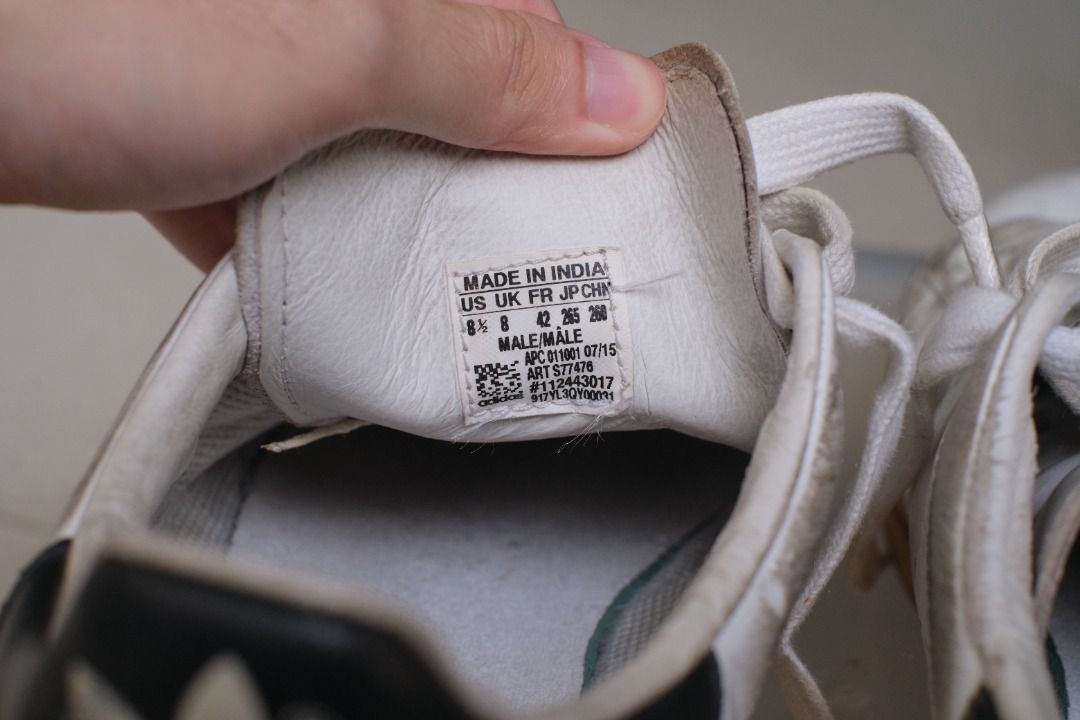 MADE IN INDIA
US UK FR JP CHN
8½ 8 42 265 260
MALE/MÂLE
APC 011001 07/15
ART S77476
#112443017
adidas 917YL3QY00031